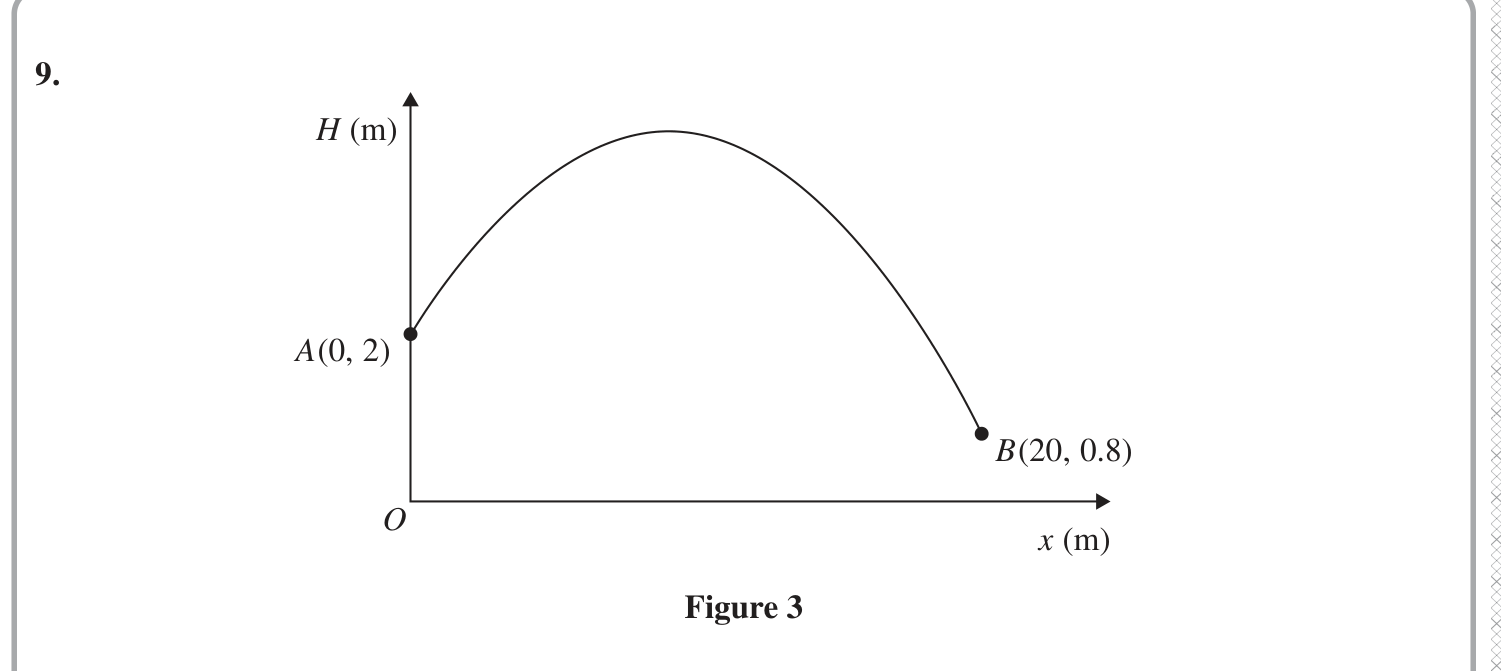 9.
H (m)
A(0, 2)
B(20, 0.8)
O
x (m)
Figure 3